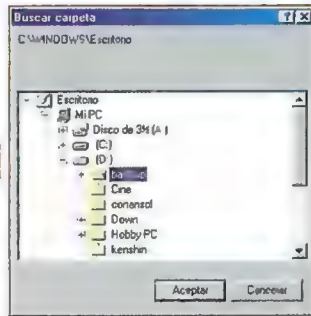 Buscar carpeta
C:\WINDOWS\Escritorio
Escritorio
Mi PC
Disco de 3½ (A:)
(C:)
(D:)
Cine
Down
Hobby PC
kenshin
Aceptar
Cancelar